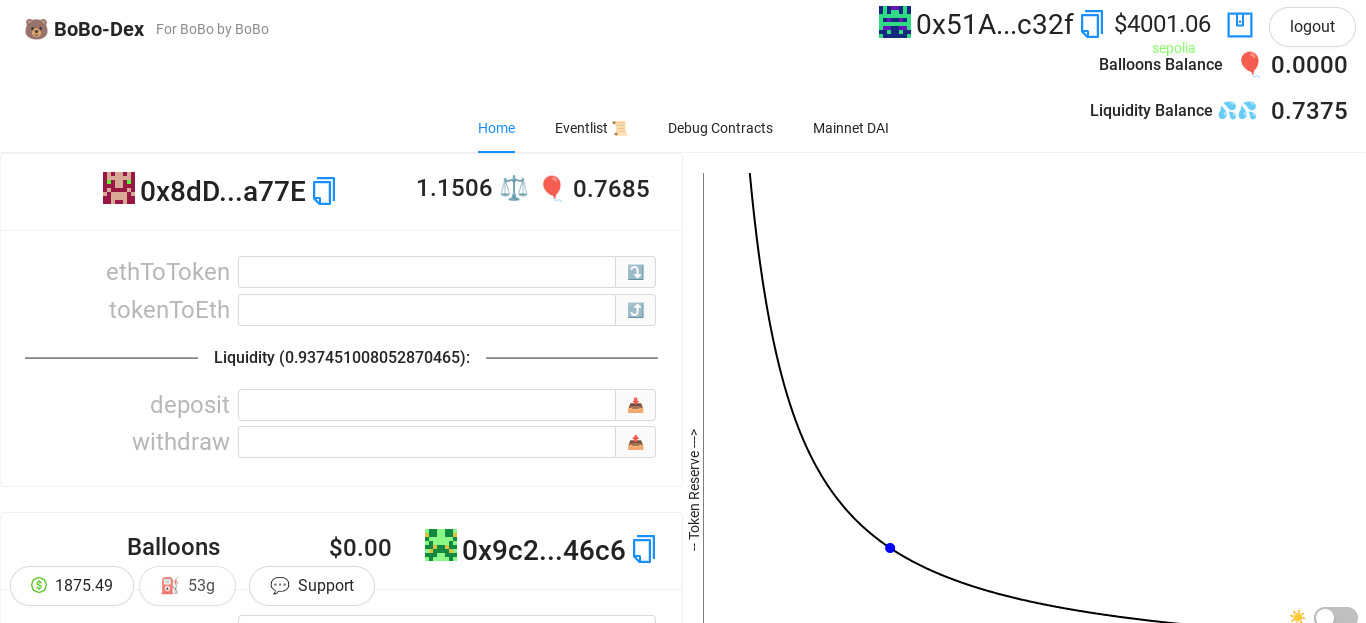 BoBo-Dex For BoBo by BoBo
0x51A...c32f $4001.06 logout
sepolia
Balloons Balance 0.0000
Liquidity Balance 0.7375
Home Eventlist Debug Contracts Mainnet DAI
0x8dD...a77E 1.1506 0.7685
ethToToken
tokenToEth
Liquidity (0.937451008052870465):
deposit
withdraw
-- Token Reserve --->
Balloons $0.00 0x9c2...46c6
1875.49 53g Support